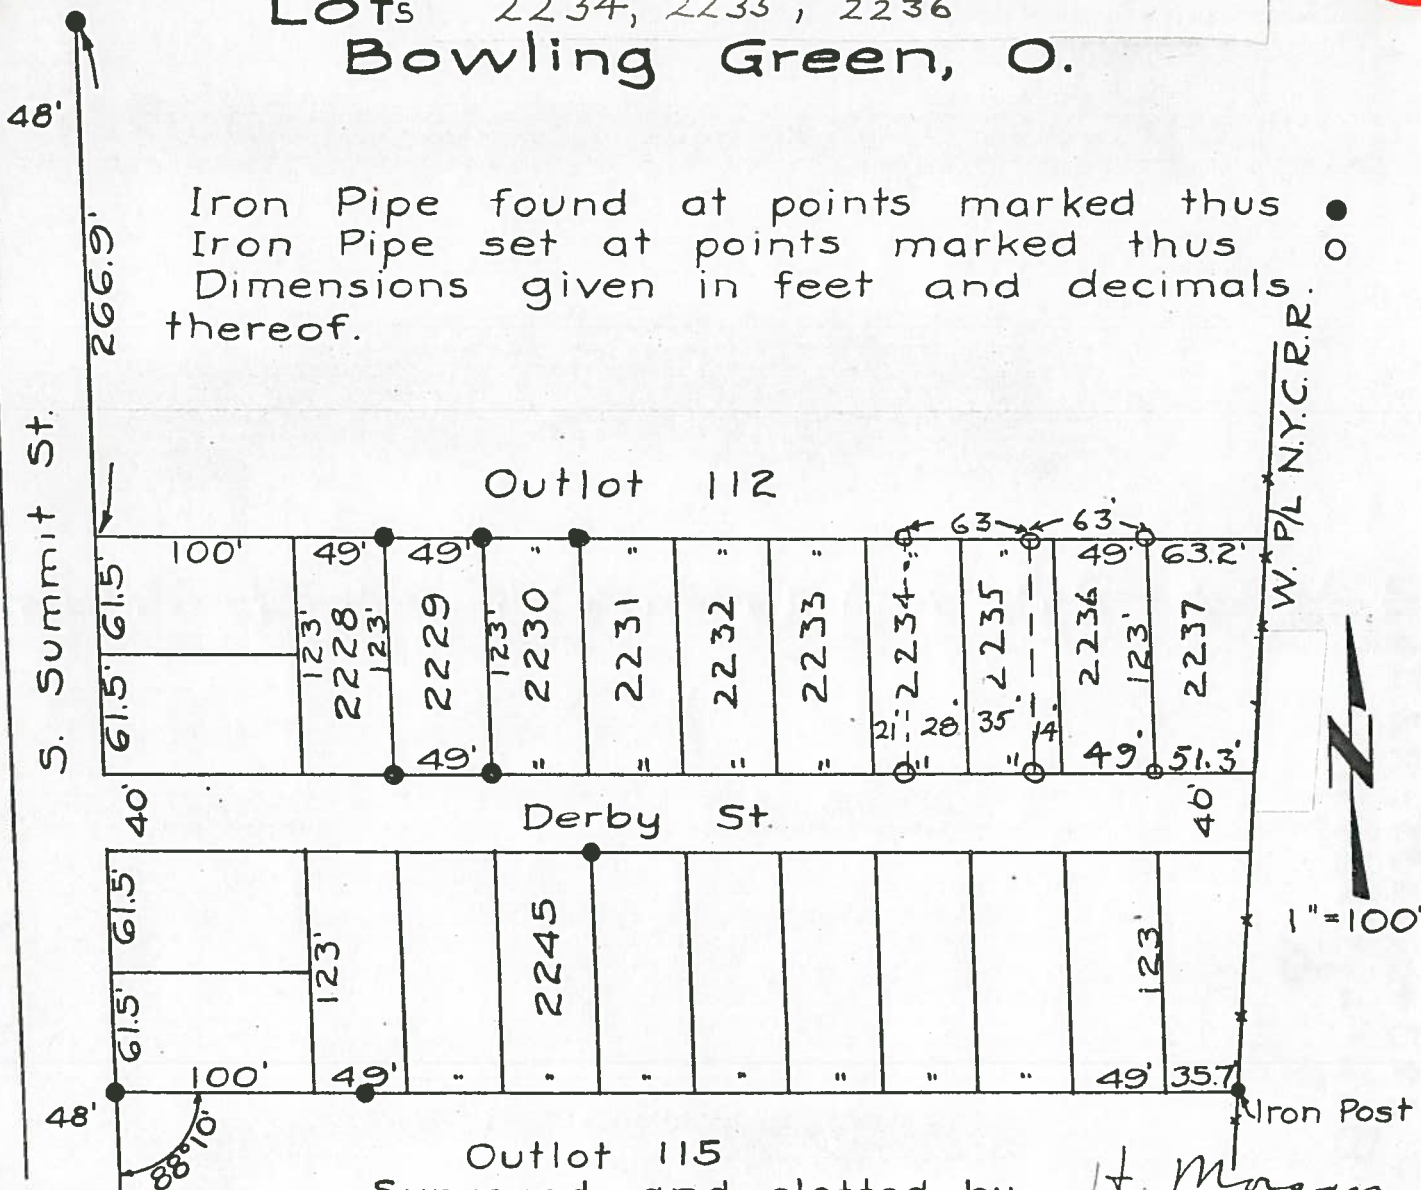 LOTs 2234, 2235, 2236
Bowling Green, O.
48'
266.9'
Iron Pipe found at points marked thus
Iron Pipe set at points marked thus
Dimensions given in feet and decimals
thereof.
S. Summit St.
W. P/L N.Y.C.R.R.
Outlot 112
63' 63'
100' 49' 49' " " " " " " 49' 63.2'
61.5'
61.5'
123' 2228 123' 2229 123' 2230 2231 2232 2233 2234 2235 2236 123' 2237
21' 28' 35' 14'
49' " " " " " " 49' 51.3'
40' Derby St. 40'
61.5'
61.5'
123' 2245 123'
N
1"=100'
100' 49' " " " " " " " 49' 35.7'
48'
88°10'
Iron Post
Outlot 115
Surveyed and plotted by